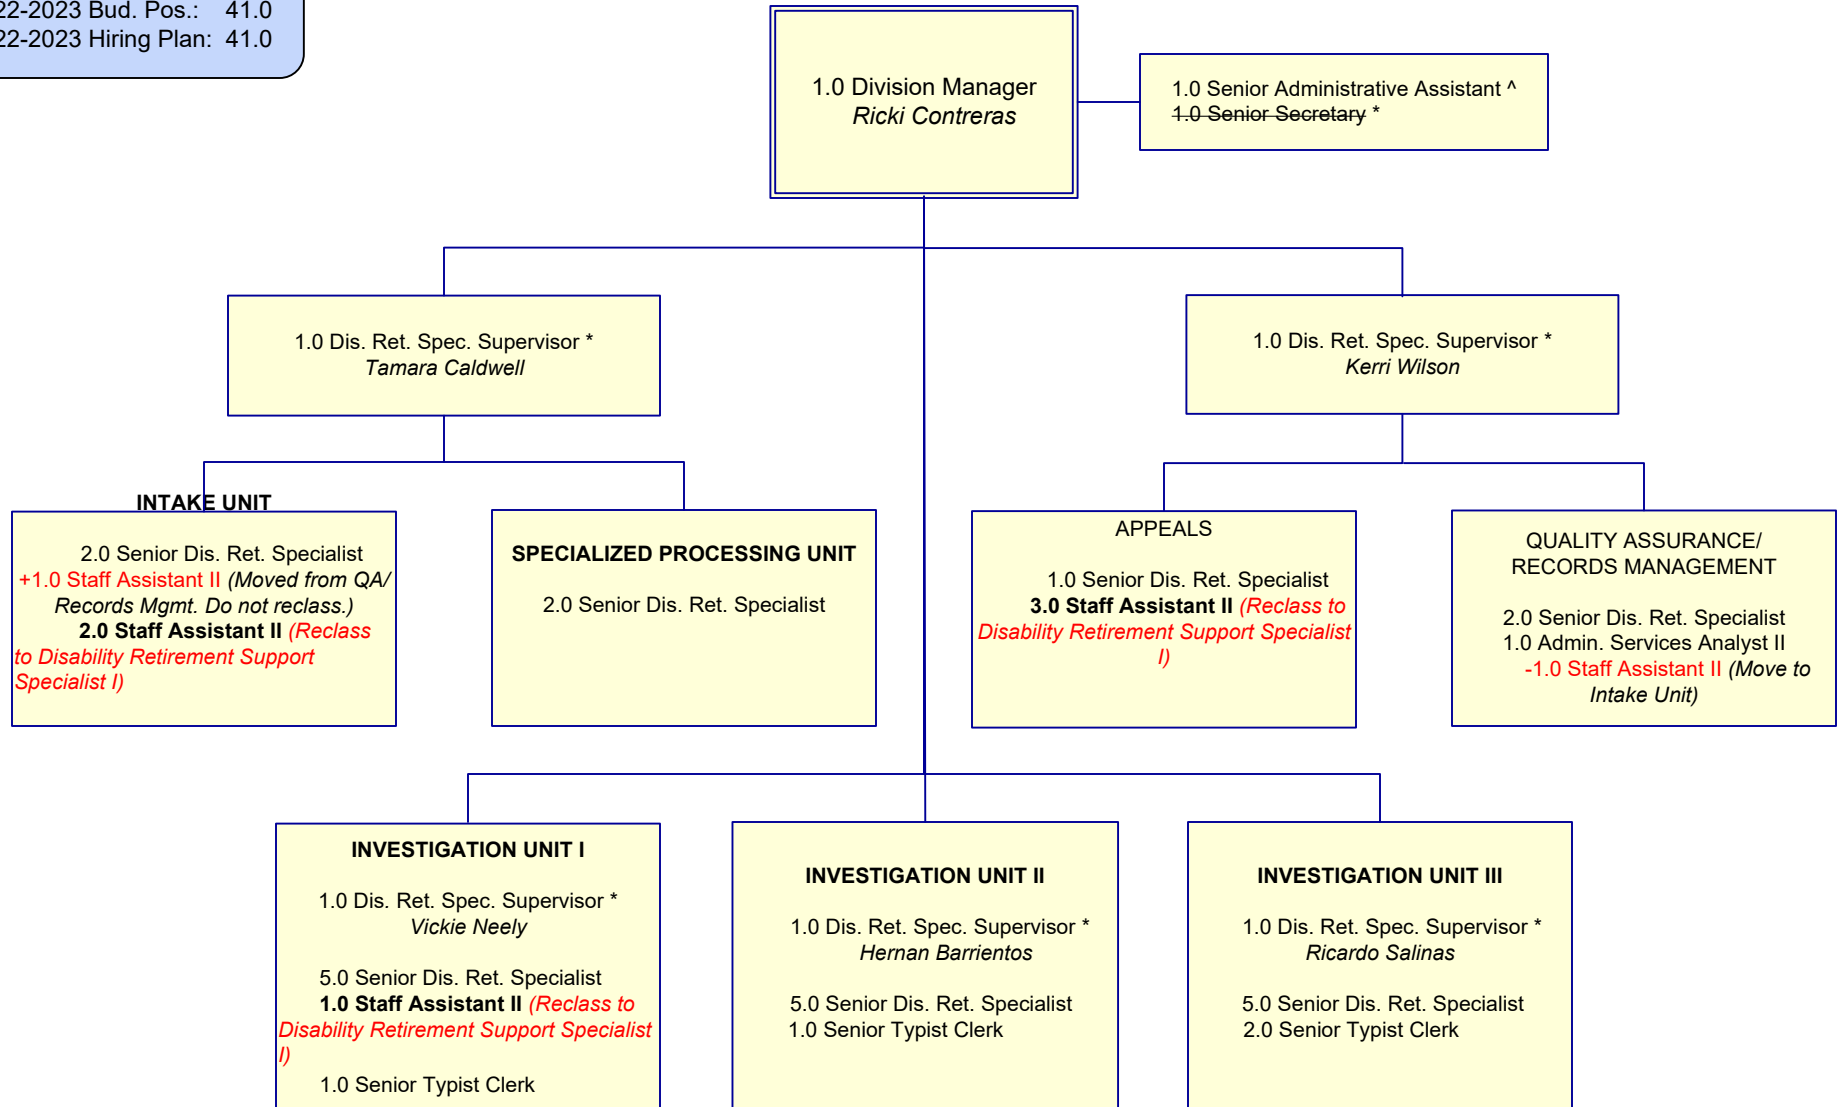 22-2023 Bud. Pos.: 41.0
22-2023 Hiring Plan: 41.0
1.0 Division Manager
Ricki Contreras
1.0 Senior Administrative Assistant ^
1.0 Senior Secretary *
1.0 Dis. Ret. Spec. Supervisor *
Tamara Caldwell
1.0 Dis. Ret. Spec. Supervisor *
Kerri Wilson
INTAKE UNIT
2.0 Senior Dis. Ret. Specialist
+1.0 Staff Assistant II (Moved from QA/
Records Mgmt. Do not reclass.)
2.0 Staff Assistant II (Reclass
to Disability Retirement Support
Specialist I)
SPECIALIZED PROCESSING UNIT
2.0 Senior Dis. Ret. Specialist
APPEALS
1.0 Senior Dis. Ret. Specialist
3.0 Staff Assistant II (Reclass to
Disability Retirement Support Specialist
I)
QUALITY ASSURANCE/
RECORDS MANAGEMENT
2.0 Senior Dis. Ret. Specialist
1.0 Admin. Services Analyst II
-1.0 Staff Assistant II (Move to
Intake Unit)
INVESTIGATION UNIT I
1.0 Dis. Ret. Spec. Supervisor *
Vickie Neely
5.0 Senior Dis. Ret. Specialist
1.0 Staff Assistant II (Reclass to
Disability Retirement Support Specialist
I)
1.0 Senior Typist Clerk
INVESTIGATION UNIT II
1.0 Dis. Ret. Spec. Supervisor *
Hernan Barrientos
5.0 Senior Dis. Ret. Specialist
1.0 Senior Typist Clerk
INVESTIGATION UNIT III
1.0 Dis. Ret. Spec. Supervisor *
Ricardo Salinas
5.0 Senior Dis. Ret. Specialist
2.0 Senior Typist Clerk